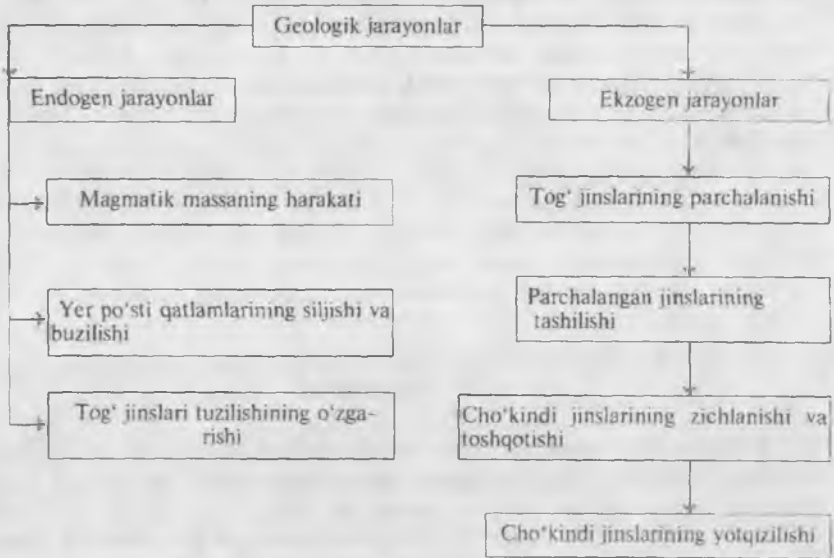 Geologik jarayonlar
Endogen jarayonlar
Magmatik massaning harakati
Yer po‘sti qatlamlarining siljishi va
buzilishi
Tog‘ jinslari tuzilishining o‘zga-
rishi
Ekzogen jarayonlar
Tog‘ jinslarining parchalanishi
Parchalangan jinslarining
tashilishi
Cho‘kindi jinslarining zichlanishi va
toshqotishi
Cho‘kindi jinslarining yotqizilishi